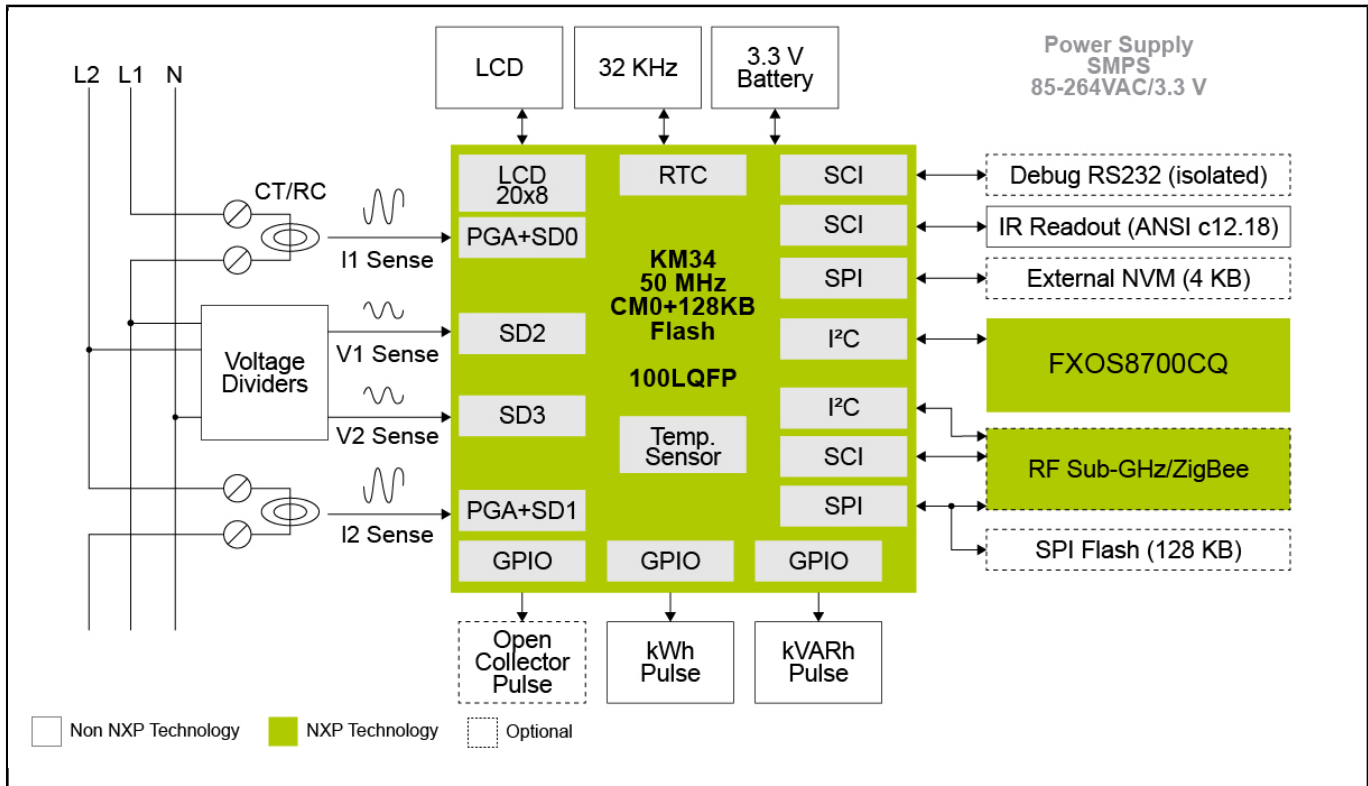 LCD
32 KHz
3.3 V
Battery
Power Supply
SMPS
85-264VAC/3.3 V
L2 L1 N
CT/RC
I1 Sense
Voltage
Dividers
V1 Sense
V2 Sense
I2 Sense
LCD
20x8
PGA+SD0
SD2
SD3
PGA+SD1
GPIO
RTC
KM34
50 MHz
CM0+128KB
Flash
100LQFP
Temp.
Sensor
GPIO
SCI
SCI
SPI
I²C
I²C
SCI
SPI
GPIO
Debug RS232 (isolated)
IR Readout (ANSI c12.18)
External NVM (4 KB)
FXOS8700CQ
RF Sub-GHz/ZigBee
SPI Flash (128 KB)
Open
Collector
Pulse
kWh
Pulse
kVARh
Pulse
Non NXP Technology
NXP Technology
Optional